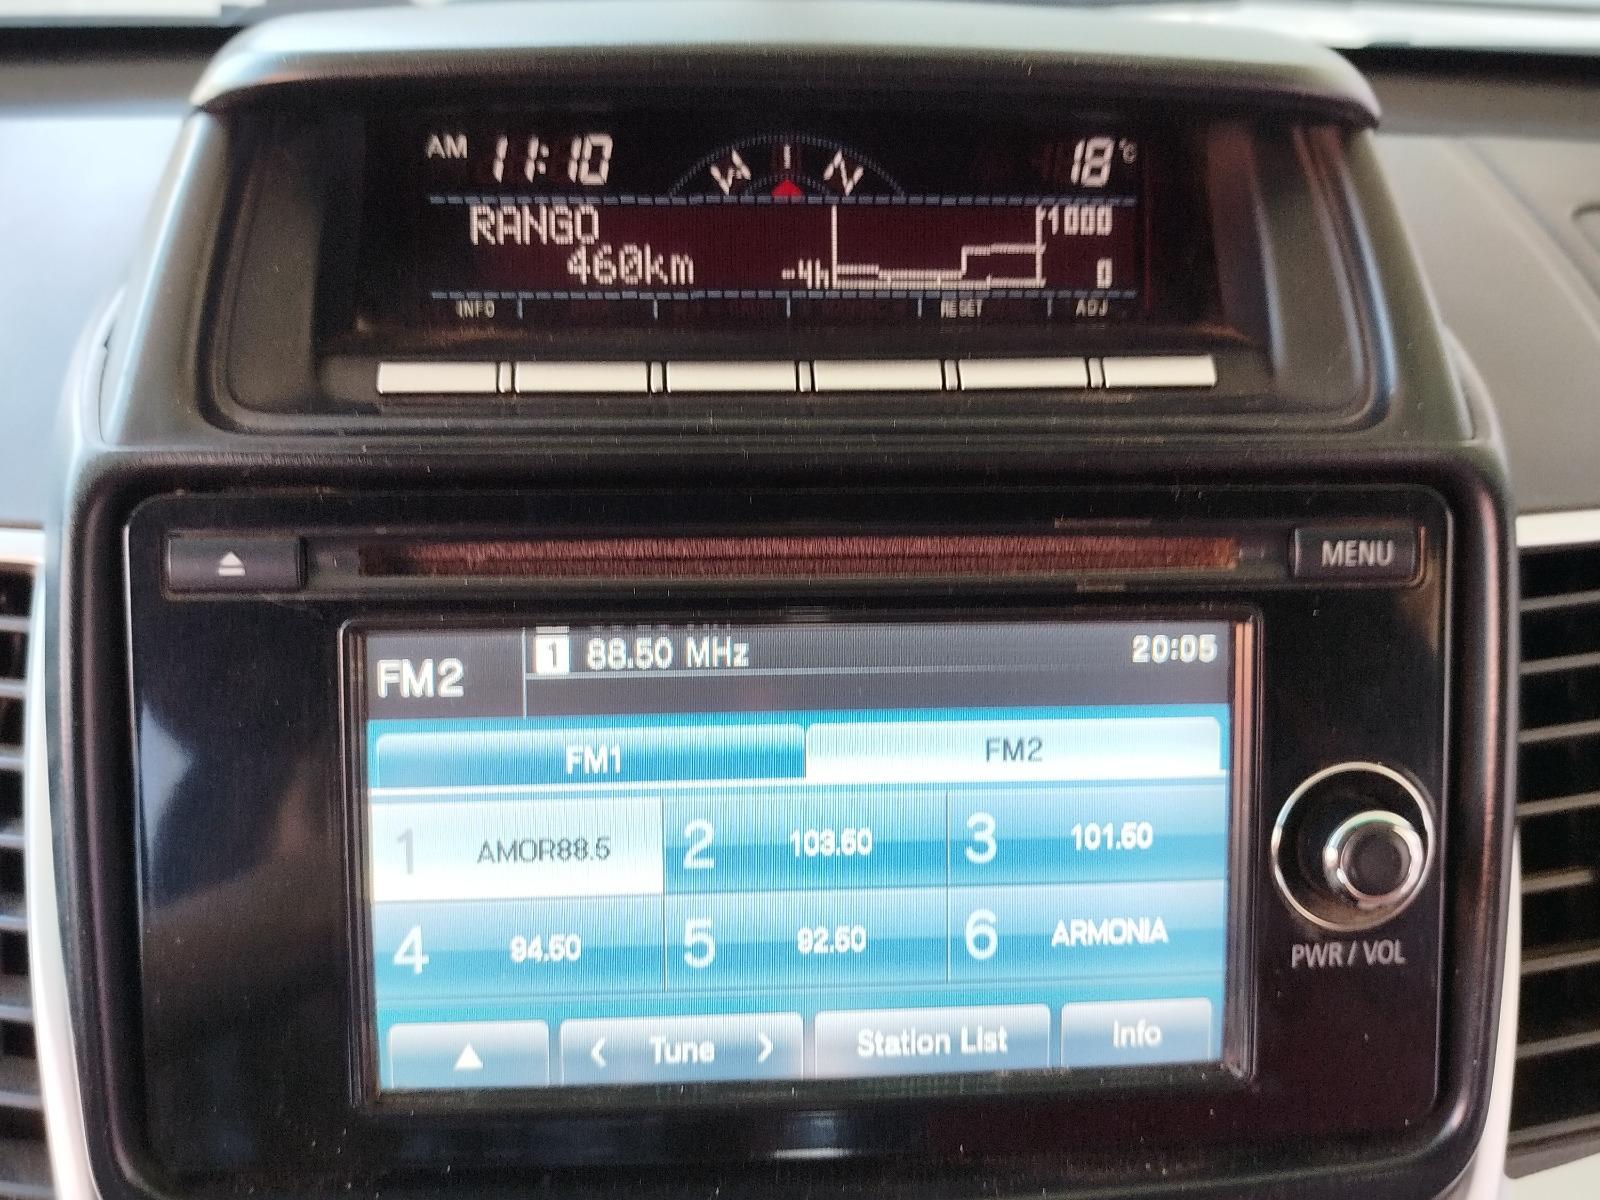 AM 11:10 W N 18°C
RANGO 1000
460km -4h 0
INFO RESET ADJ
MENU
FM2 1 88.50 MHz 20:05
FM1 FM2
1 AMOR88.5 2 103.50 3 101.50
4 94.50 5 92.50 6 ARMONIA
Tune Station List Info
PWR / VOL